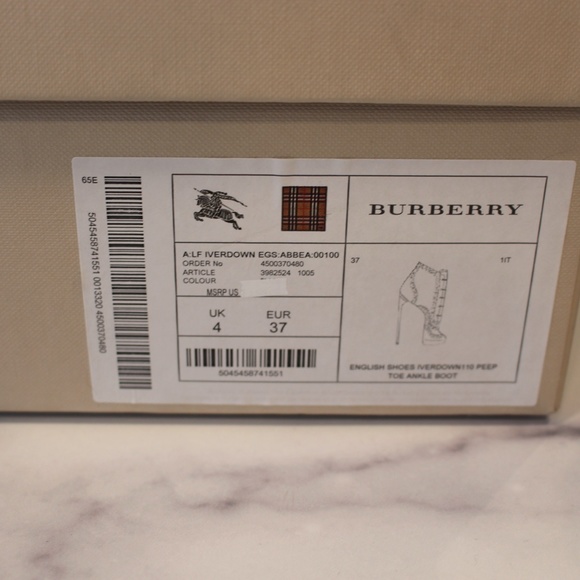 65E
5045458741551 0013320 4500370480
BURBERRY
A:LF IVERDOWN EGS:ABBEA:00100
ORDER No 4500370480
ARTICLE 3982524 1005
COLOUR
MSRP US
UK EUR
4 37
5045458741551
37 1IT
ENGLISH SHOES IVERDOWN110 PEEP
TOE ANKLE BOOT